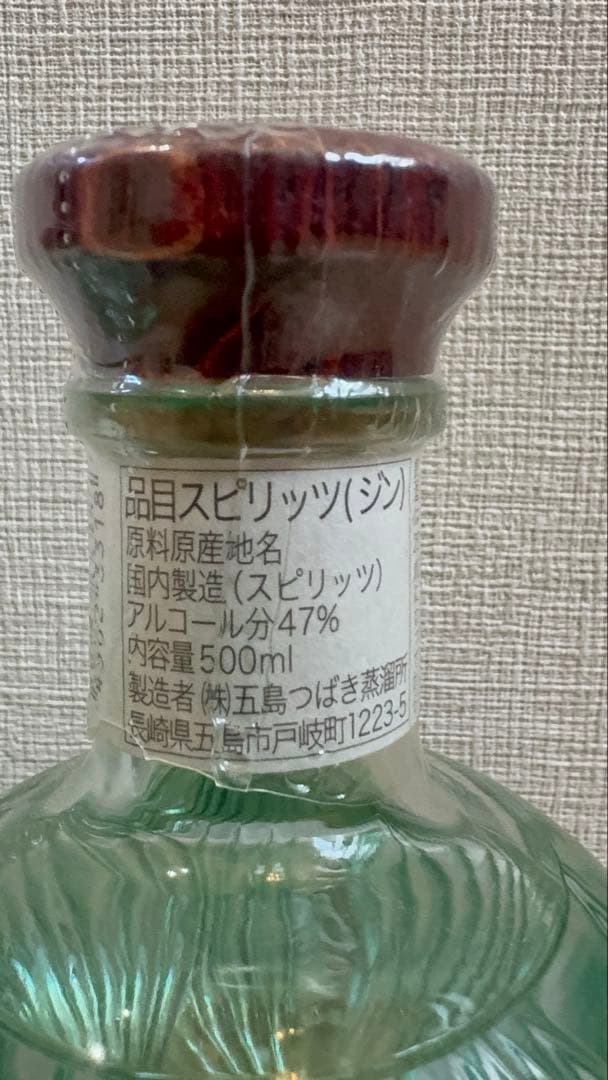 品目スピリッツ(ジン)
原料原産地名
国内製造(スピリッツ)
アルコール分47%
内容量500ml
製造者(株)五島つばき蒸溜所
長崎県五島市戸岐町1223-5